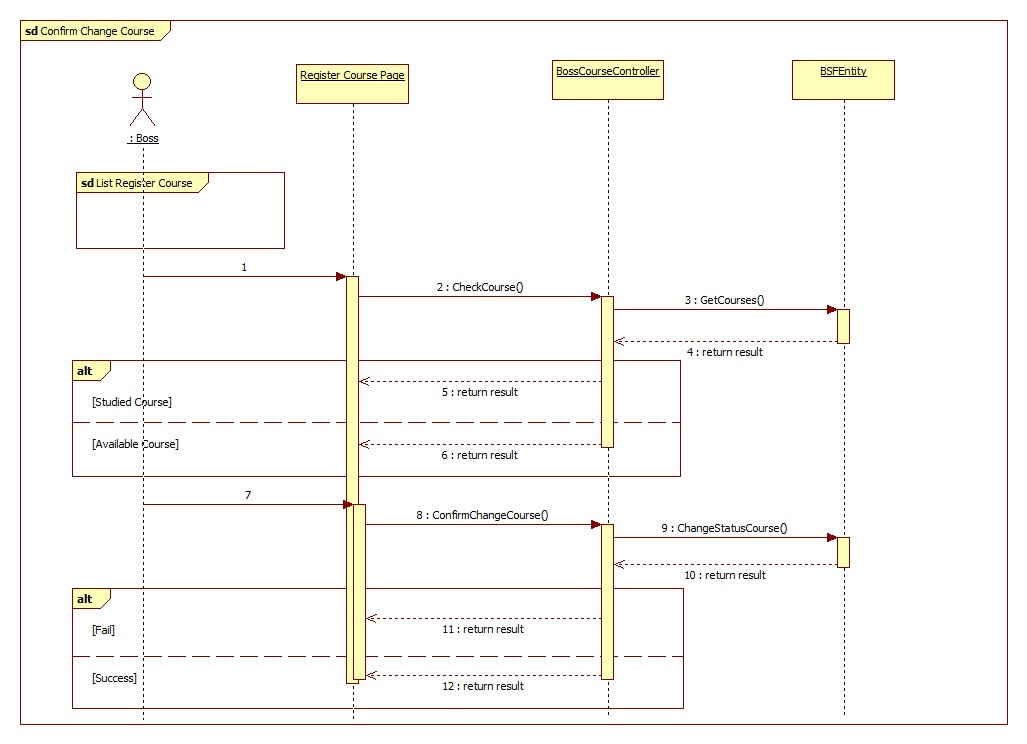 sd Confirm Change Course
Register Course Page
BossCourseController
BSFEntity
: Boss
sd List Register Course
1
2 : CheckCourse()
3 : GetCourses()
4 : return result
alt
5 : return result
[Studied Course]
[Available Course]
6 : return result
7
8 : ConfirmChangeCourse()
9 : ChangeStatusCourse()
10 : return result
alt
[Fail]
11 : return result
[Success]
12 : return result